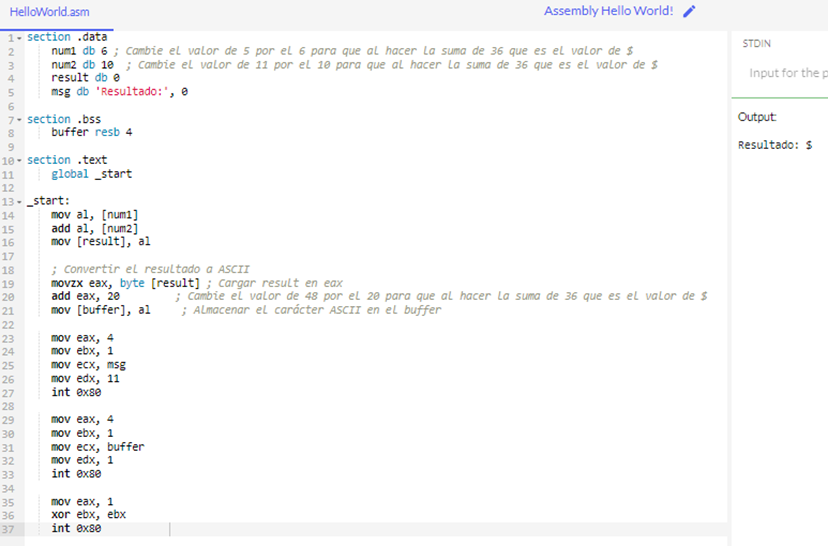 HelloWorld.asm
Assembly Hello World!
1 section .data
2 num1 db 6 ; Cambie el valor de 5 por el 6 para que al hacer la suma de 36 que es el valor de $
3 num2 db 10 ; Cambie el valor de 11 por el 10 para que al hacer la suma de 36 que es el valor de $
4 result db 0
5 msg db 'Resultado:', 0
6
7 section .bss
8 buffer resb 4
9
10 section .text
11 global _start
12
13 _start:
14 mov al, [num1]
15 add al, [num2]
16 mov [result], al
17
18 ; Convertir el resultado a ASCII
19 movzx eax, byte [result] ; Cargar result en eax
20 add eax, 20 ; Cambie el valor de 48 por el 20 para que al hacer la suma de 36 que es el valor de $
21 mov [buffer], al ; Almacenar el carácter ASCII en el buffer
22
23 mov eax, 4
24 mov ebx, 1
25 mov ecx, msg
26 mov edx, 11
27 int 0x80
28
29 mov eax, 4
30 mov ebx, 1
31 mov ecx, buffer
32 mov edx, 1
33 int 0x80
34
35 mov eax, 1
36 xor ebx, ebx
37 int 0x80
STDIN
Input for the p
Output:
Resultado: $